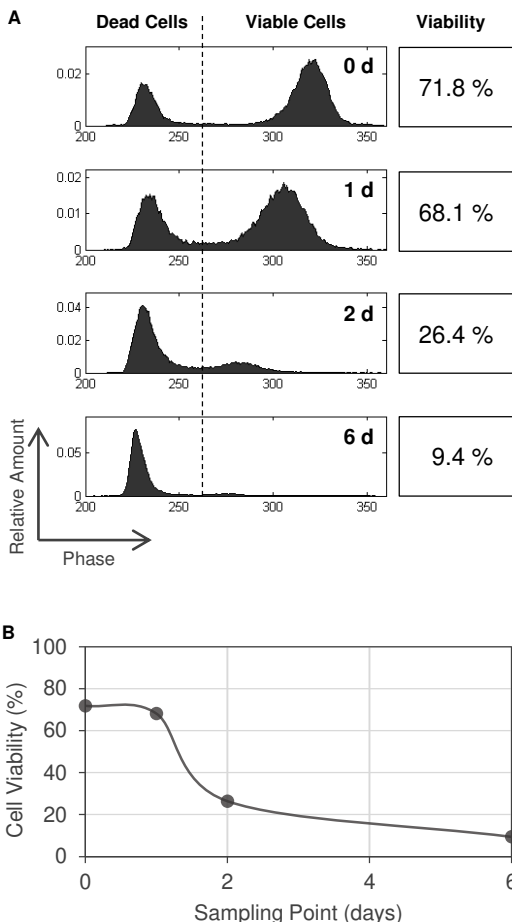 A
Dead Cells Viable Cells Viability
0.02
0
200 250 300 350
0 d
71.8 %
0.02
0.01
0
200 250 300 350
1 d
68.1 %
0.04
0.02
0
200 250 300 350
2 d
26.4 %
0.05
0
200 250 300 350
6 d
9.4 %
Relative Amount
Phase
B
100
80
60
40
20
0
Cell Viability (%)
0 2 4 6
Sampling Point (days)